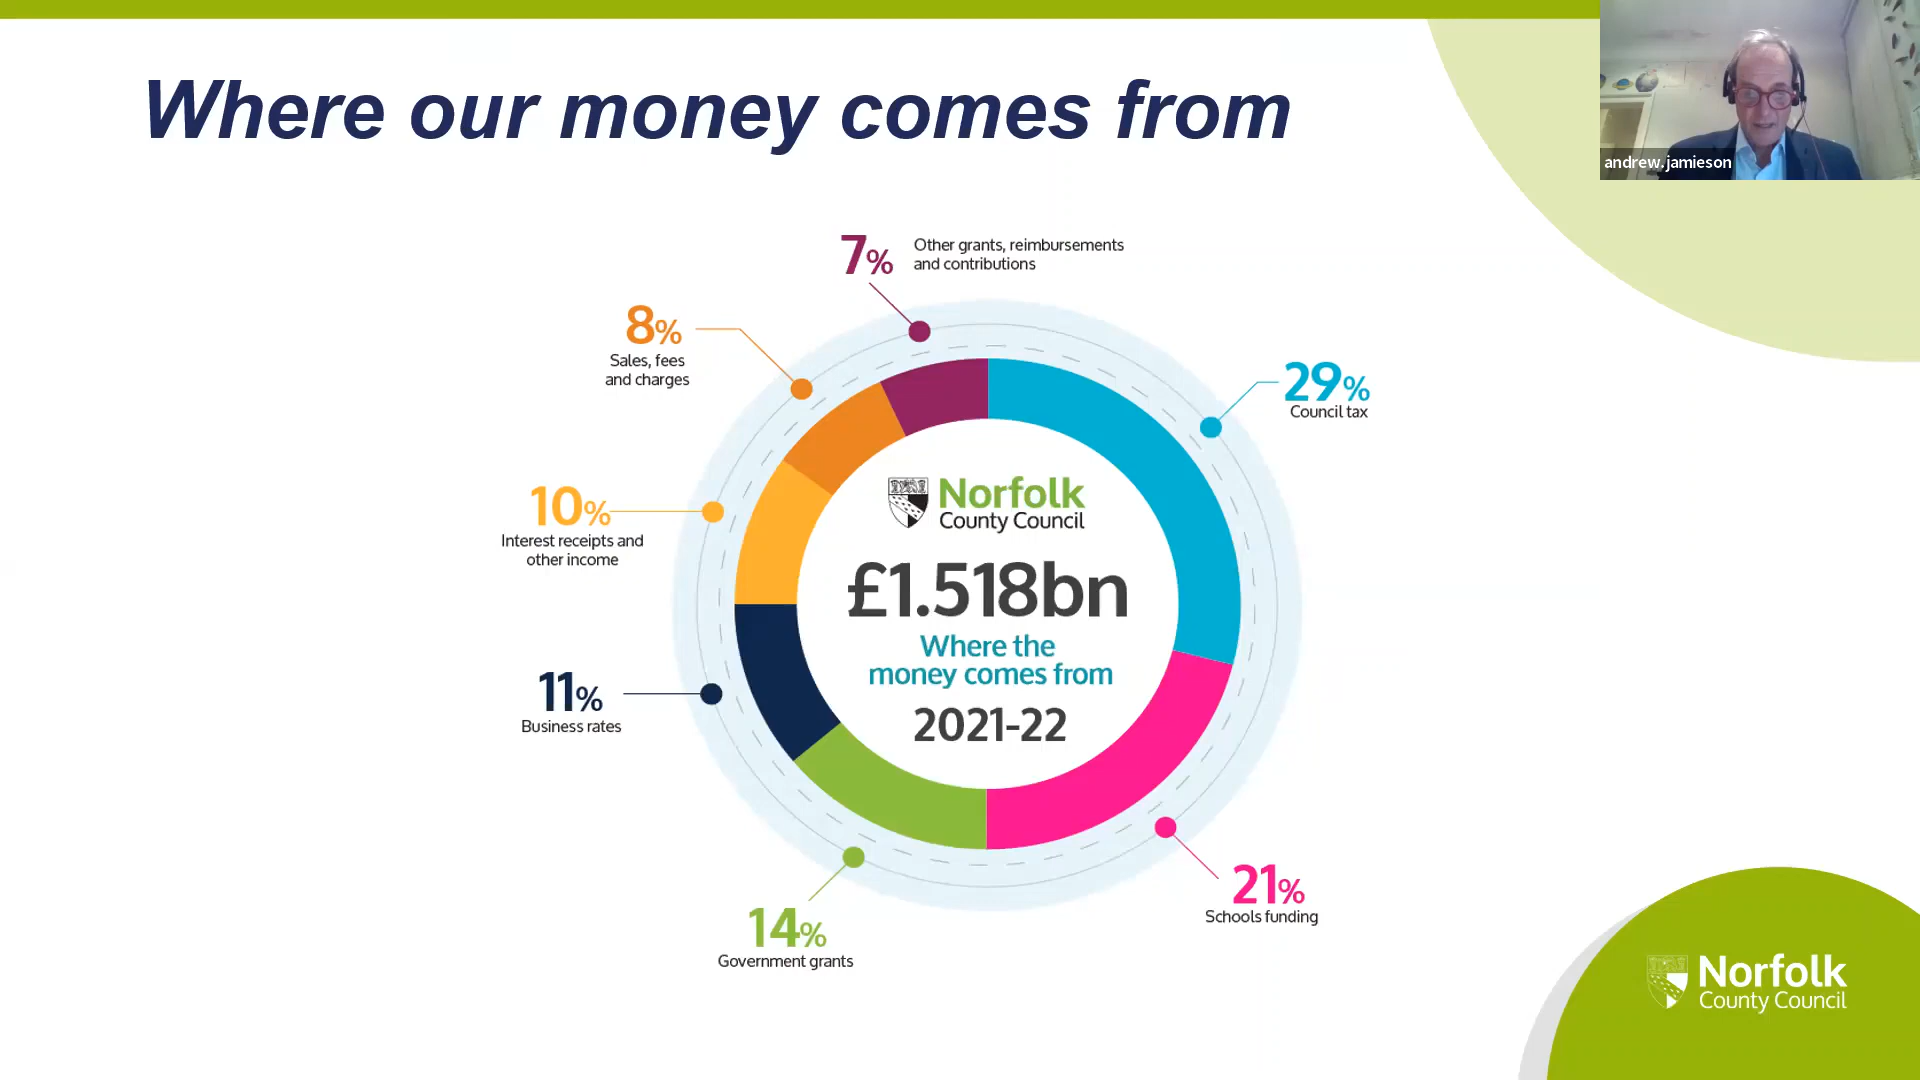 Where our money comes from
andrew.jamieson
7%
Other grants, reimbursements
and contributions
8%
Sales, fees
and charges
29%
Council tax
10%
Interest receipts and
other income
Norfolk
County Council
£1.518bn
Where the
money comes from
2021-22
11%
Business rates
21%
Schools funding
14%
Government grants
Norfolk
County Council